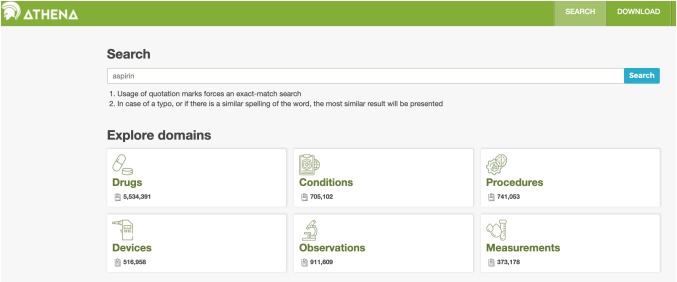 ATHENA
SEARCH DOWNLOAD
Search
aspirin Search
1. Usage of quotation marks forces an exact-match search
2. In case of a typo, or if there is a similar spelling of the word, the most similar result will be presented
Explore domains
Drugs Conditions Procedures
5,534,391 705,102 741,053
Devices Observations Measurements
516,958 911,609 373,178